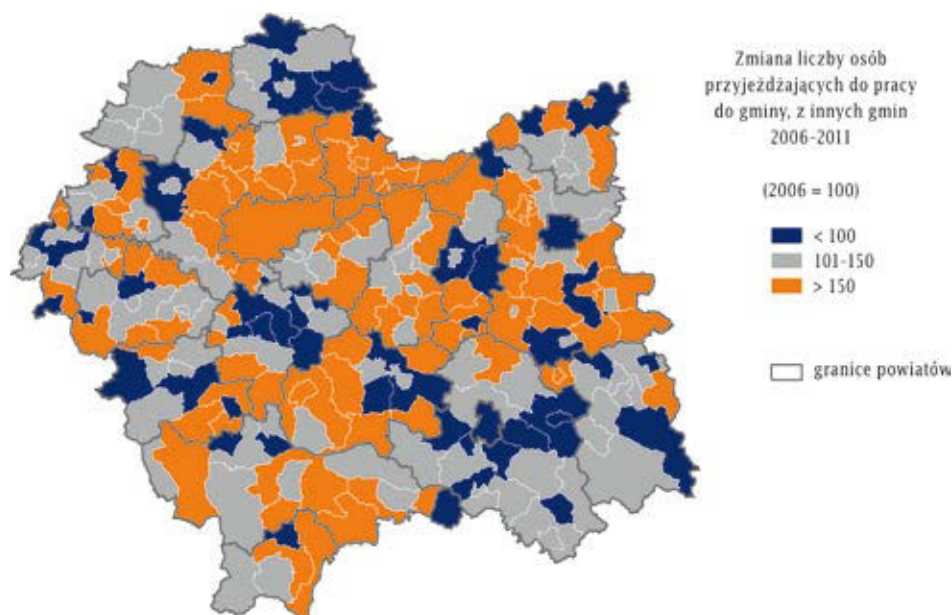 Zmiana liczby osób
przyjeżdżających do pracy
do gminy, z innych gmin
2006-2011
(2006 = 100)
< 100
101-150
> 150
granice powiatów